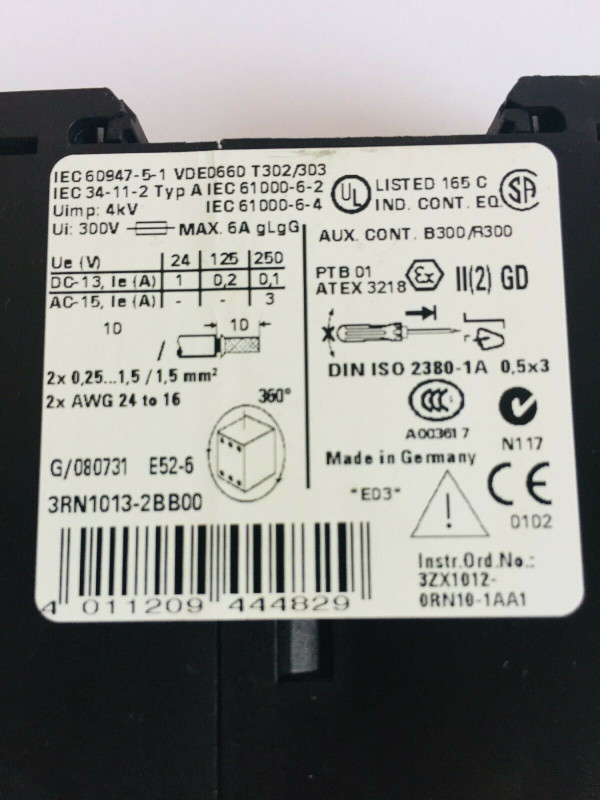 IEC 60947-5-1 VDE0660 T302/303
IEC 34-11-2 Typ A IEC 61000-6-2
Uimp: 4kV IEC 61000-6-4
Ui: 300V MAX. 6A gLgG
Ue (V) 24 125 250
DC-13, Ie (A) 1 0,2 0,1
AC-15, Ie (A) - - 3
10 / 10
2x 0,25...1,5 / 1,5 mm²
2x AWG 24 to 16
360°
G/080731 E52-6
3RN1013-2BB00
4 011209 444829
UL LISTED 165 C SA
IND. CONT. EQ.
AUX. CONT. B300/R300
PTB 01
ATEX 3218 Ex II(2) GD
DIN ISO 2380-1A 0,5x3
CCC
A003617 N117
Made in Germany
"E03" ! CE
0102
Instr.Ord.No.:
3ZX1012-
0RN10-1AA1